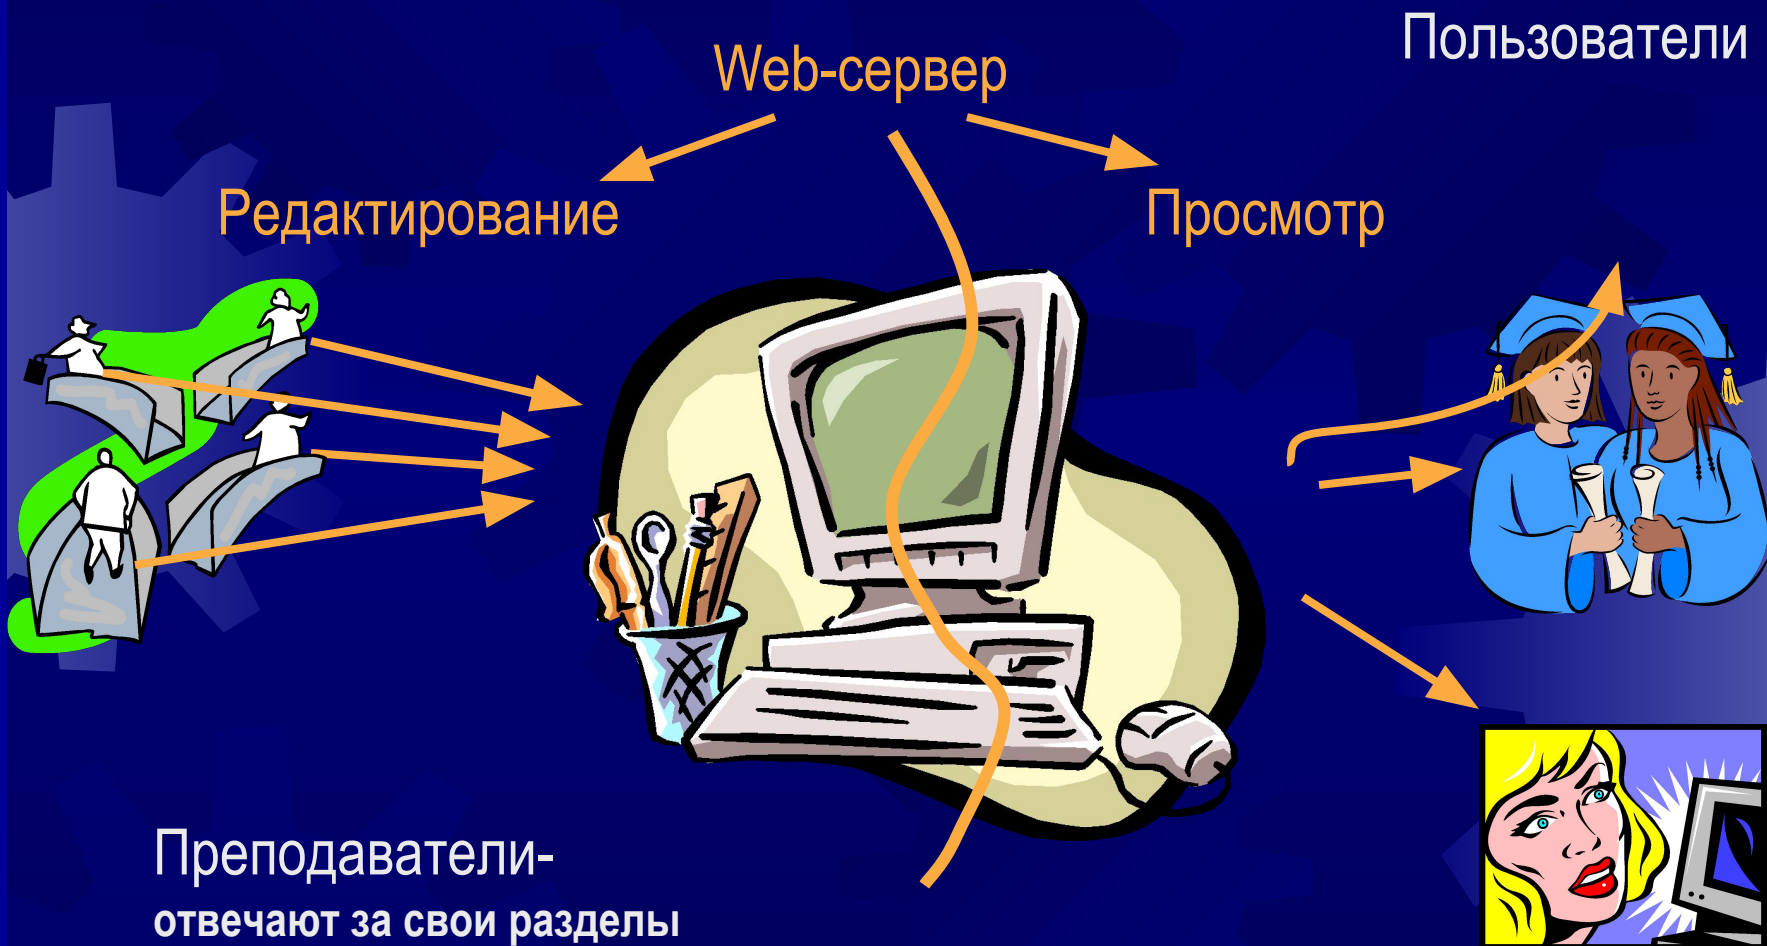 Пользователи
Web-сервер
Редактирование
Просмотр
Преподаватели-
отвечают за свои разделы